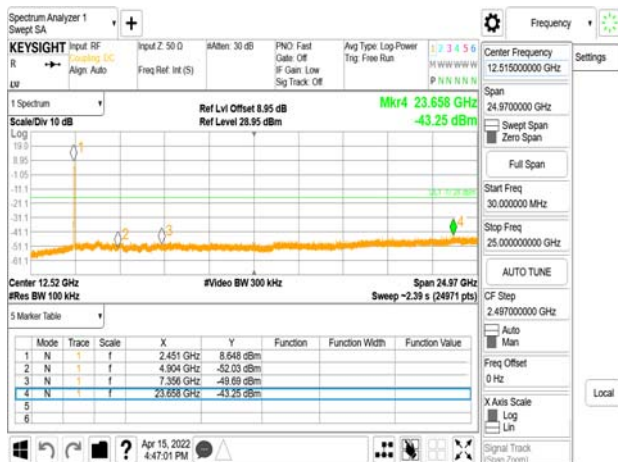 Spectrum Analyzer 1
Swept SA
+
Frequency
KEYSIGHT
R
LU
Input: RF
Coupling: DC
Align: Auto
Input Z: 50 Ω
Freq Ref: Int (S)
#Atten: 30 dB
PNO: Fast
Gate: Off
IF Gain: Low
Sig Track: Off
Avg Type: Log-Power
Trig: Free Run
1 2 3 4 5 6
M W W W W W
P N N N N N
Center Frequency
12.515000000 GHz
Settings
Span
24.9700000 GHz
Swept Span
Zero Span
Full Span
Start Freq
30.000000 MHz
Stop Freq
25.000000000 GHz
AUTO TUNE
CF Step
2.497000000 GHz
Auto
Man
Freq Offset
0 Hz
X Axis Scale
Log
Lin
Signal Track
(Span Zoom)
Local
1 Spectrum
Scale/Div 10 dB
Ref Lvl Offset 8.95 dB
Ref Level 28.95 dBm
Mkr4 23.658 GHz
-43.25 dBm
Log
19.0
8.95
-1.05
-11.1
-21.1
-31.1
-41.1
-51.1
-61.1
1
2
3
4
Center 12.52 GHz
#Res BW 100 kHz
#Video BW 300 kHz
Span 24.97 GHz
Sweep ~2.39 s (24971 pts)
5 Marker Table
Mode Trace Scale X Y Function Function Width Function Value
1 N 1 f 2.451 GHz 8.648 dBm
2 N 1 f 4.904 GHz -52.03 dBm
3 N 1 f 7.356 GHz -49.69 dBm
4 N 1 f 23.658 GHz -43.25 dBm
5
6
?
Apr 15, 2022
4:47:01 PM